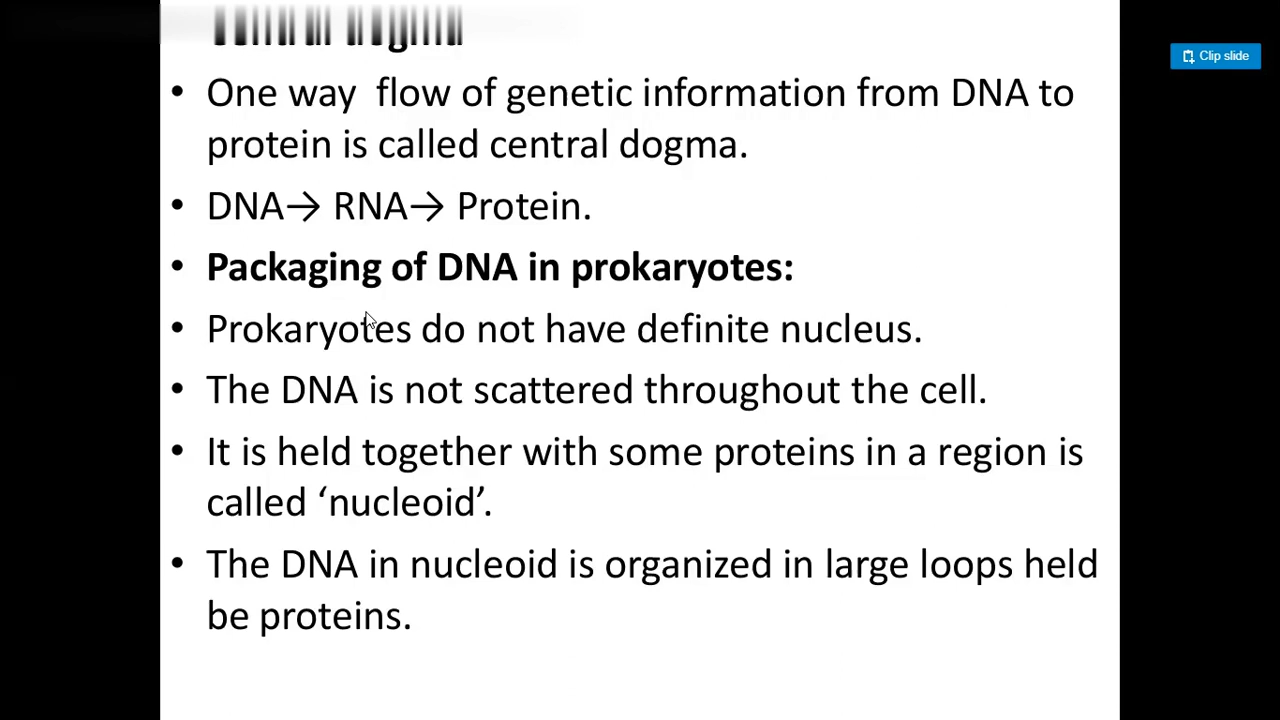 Clip slide
• One way flow of genetic information from DNA to
protein is called central dogma.
• DNA→ RNA→ Protein.
• Packaging of DNA in prokaryotes:
• Prokaryotes do not have definite nucleus.
• The DNA is not scattered throughout the cell.
• It is held together with some proteins in a region is
called ‘nucleoid’.
• The DNA in nucleoid is organized in large loops held
be proteins.